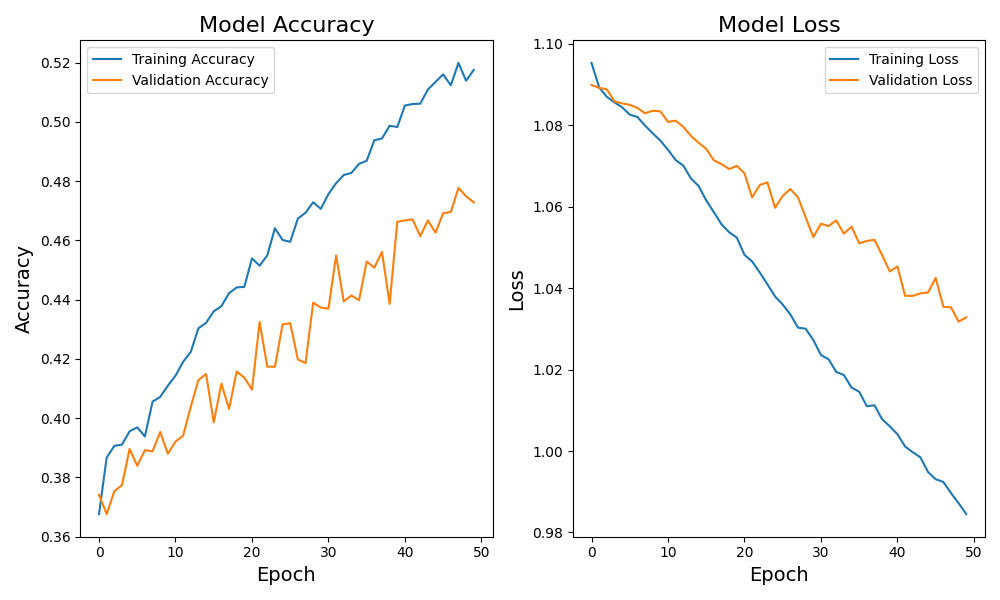 Model Accuracy
Training Accuracy
Validation Accuracy
0.52
0.50
0.48
0.46
0.44
0.42
0.40
0.38
0.36
Accuracy
0 10 20 30 40 50
Epoch
Model Loss
Training Loss
Validation Loss
1.10
1.08
1.06
1.04
1.02
1.00
0.98
Loss
0 10 20 30 40 50
Epoch